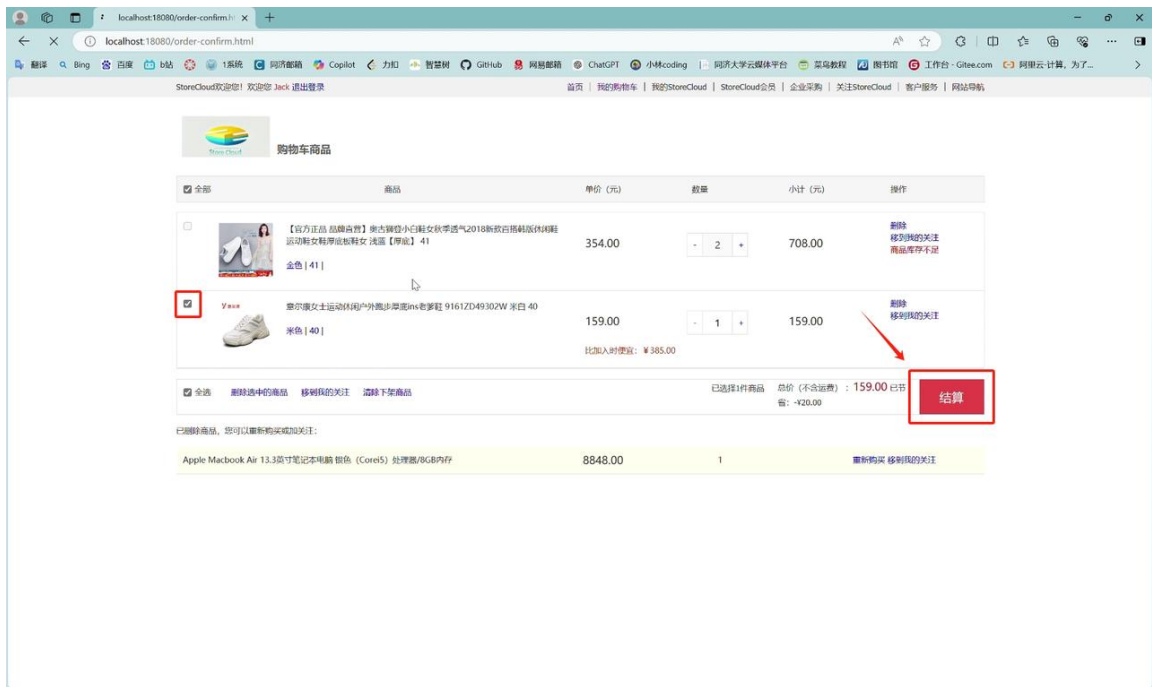 localhost:18080/order-confirm.h
localhost:18080/order-confirm.html
翻译 Bing 百度 b站 1系统 同济邮箱 Copilot 力扣 智慧树 GitHub 网易邮箱 ChatGPT 小林coding 同济大学云媒体平台 菜鸟教程 图书馆 工作台 - Gitee.com 阿里云-计算，为了...
StoreCloud欢迎您！ 欢迎您 Jack 退出登录 首页 | 我的购物车 | 我的StoreCloud | StoreCloud会员 | 企业采购 | 关注StoreCloud | 客户服务 | 网站导航
Store Cloud
购物车商品
全部 商品 单价（元） 数量 小计（元） 操作
【官方正品 品牌直营】奥古狮登小白鞋女秋季透气2018新款百搭韩版休闲鞋
运动鞋女鞋厚底板鞋女 浅蓝【厚底】 41
金色 | 41 |
354.00
- 2 +
708.00
删除
移到我的关注
商品库存不足
意尔康女士运动休闲户外跑步厚底ins老爹鞋 9161ZD49302W 米白 40
米色 | 40 |
159.00
比加入时便宜：￥385.00
- 1 +
159.00
删除
移到我的关注
全选 删除选中的商品 移到我的关注 清除下架商品
已选择1件商品
总价（不含运费）：159.00 已节
省：-¥20.00
结算
已删除商品，您可以重新购买或加关注：
Apple Macbook Air 13.3英寸笔记本电脑 银色（Corei5）处理器/8GB内存 8848.00 1 重新购买 移到我的关注